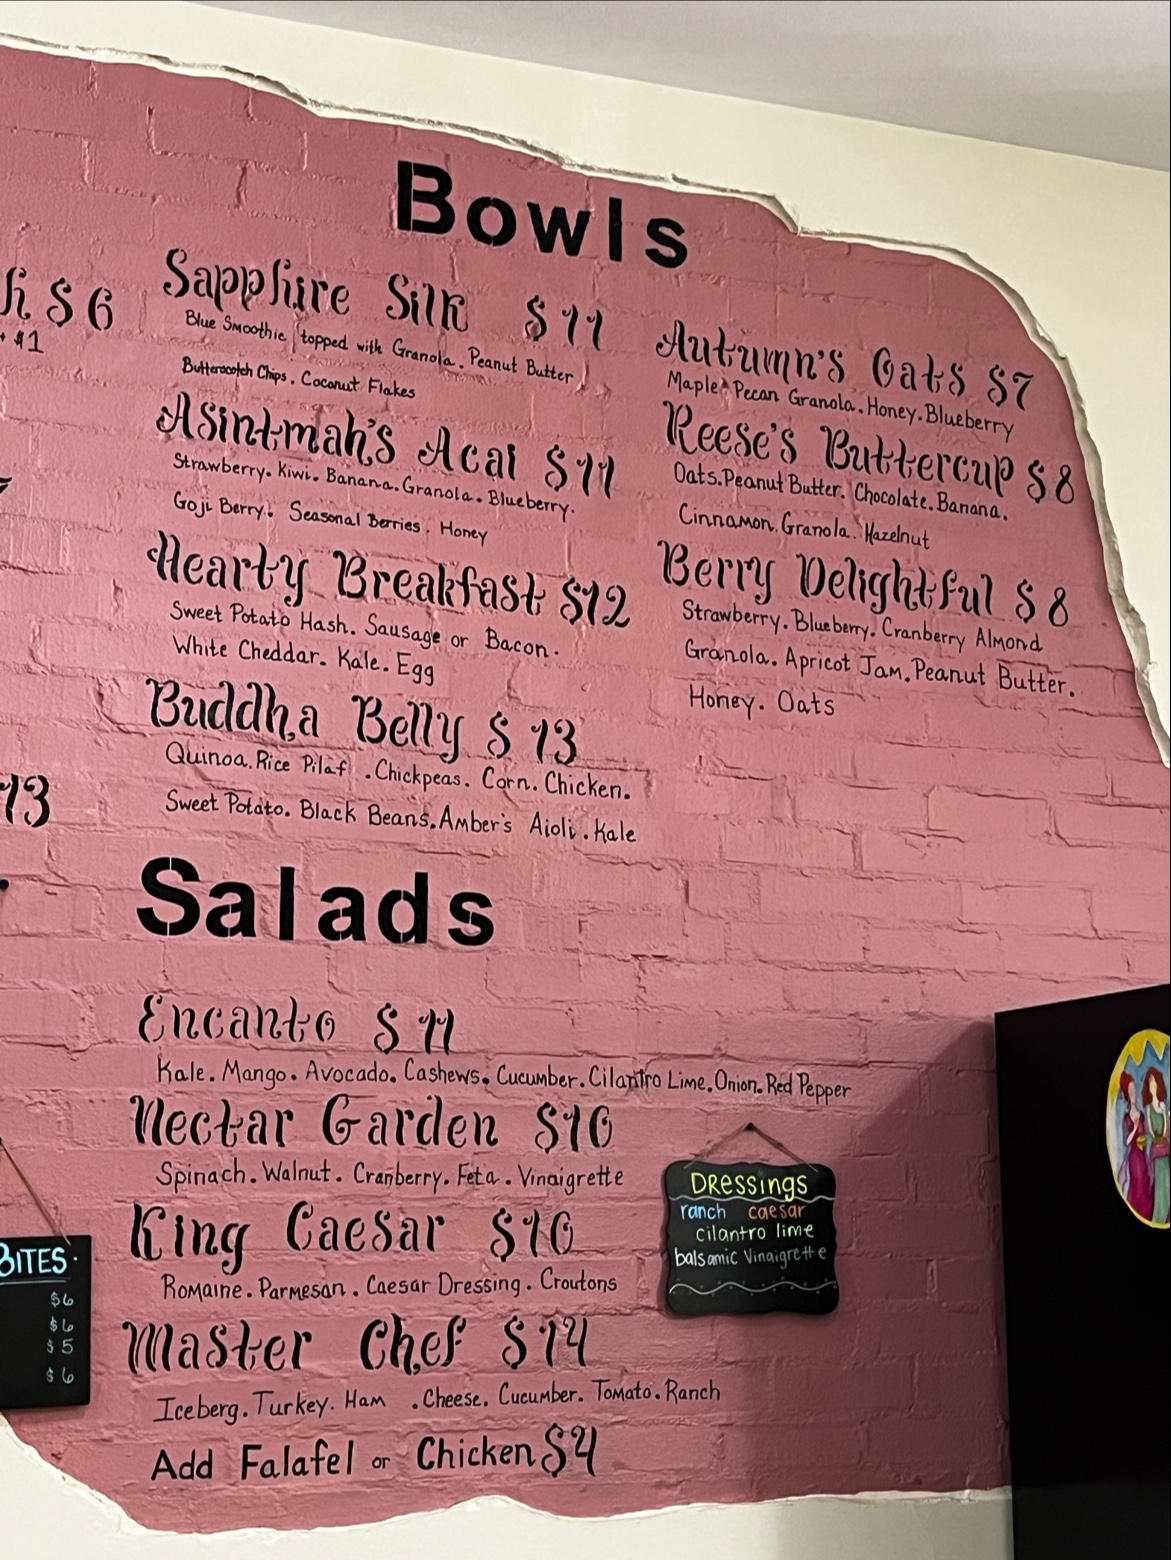 Bowls
$6
$1
Sapphire Silk $11
Blue Smoothie topped with Granola. Peanut Butter
Butterscotch Chips. Coconut Flakes
Asintmah's Acai $11
Strawberry. Kiwi. Banana. Granola. Blueberry.
Goji Berry. Seasonal Berries. Honey
Hearty Breakfast $12
Sweet Potato Hash. Sausage or Bacon.
White Cheddar. Kale. Egg
Buddha Belly $13
Quinoa. Rice Pilaf .Chickpeas. Corn. Chicken.
Sweet Potato. Black Beans. Amber's Aioli. Kale
Autumn's Oats $7
Maple Pecan Granola. Honey. Blueberry
Reese's Buttercup $8
Oats. Peanut Butter. Chocolate. Banana.
Cinnamon. Granola. Hazelnut
Berry Delightful $8
Strawberry. Blueberry. Cranberry Almond
Granola. Apricot Jam. Peanut Butter.
Honey. Oats
13
Salads
Encanto $11
Kale. Mango. Avocado. Cashews. Cucumber. Cilantro Lime. Onion. Red Pepper
Nectar Garden $10
Spinach. Walnut. Cranberry. Feta. Vinaigrette
King Caesar $10
Romaine. Parmesan. Caesar Dressing. Croutons
Master Chef $14
Iceberg. Turkey. Ham .Cheese. Cucumber. Tomato. Ranch
Add Falafel or Chicken $4
DRessings
ranch caesar
cilantro lime
balsamic Vinaigrette
BITES
$6
$6
$5
$6